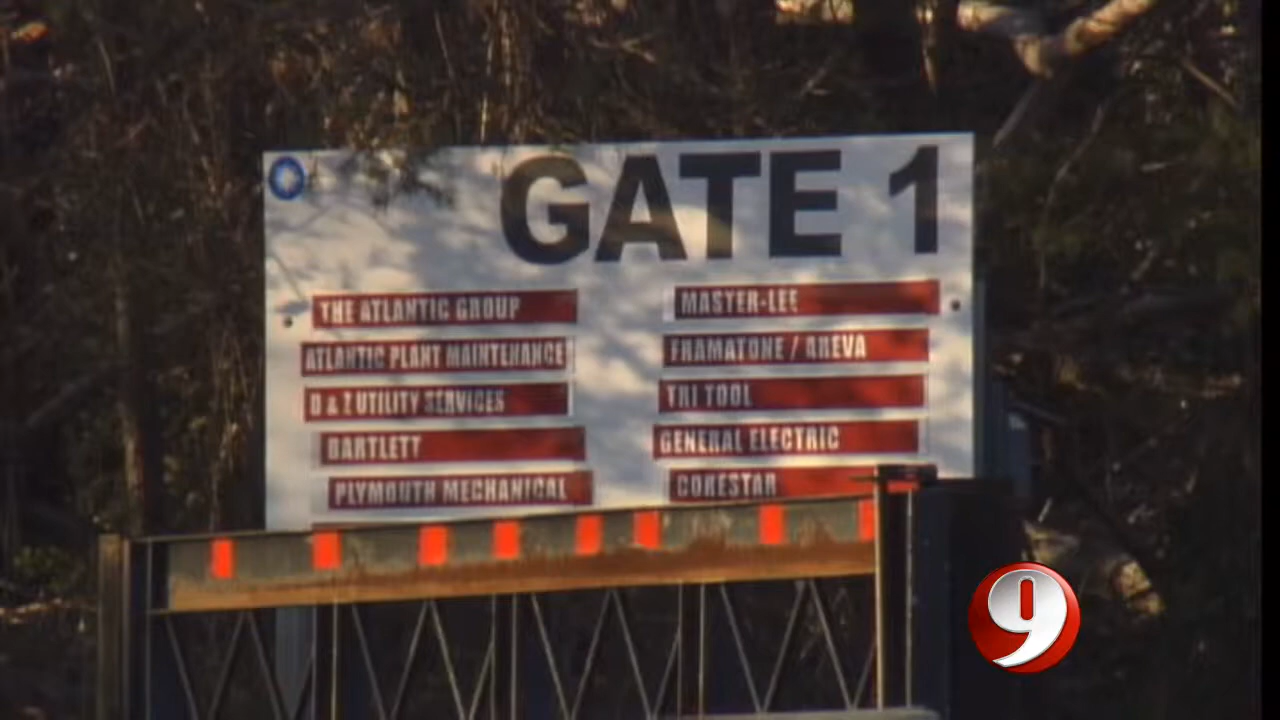 GATE 1
THE ATLANTIC GROUP
ATLANTIC PLANT MAINTENANCE
D & Z UTILITY SERVICES
BARTLETT
PLYMOUTH MECHANICAL
MASTER-LEE
FRAMATONE / AREVA
TRI TOOL
GENERAL ELECTRIC
CORESTAR
9